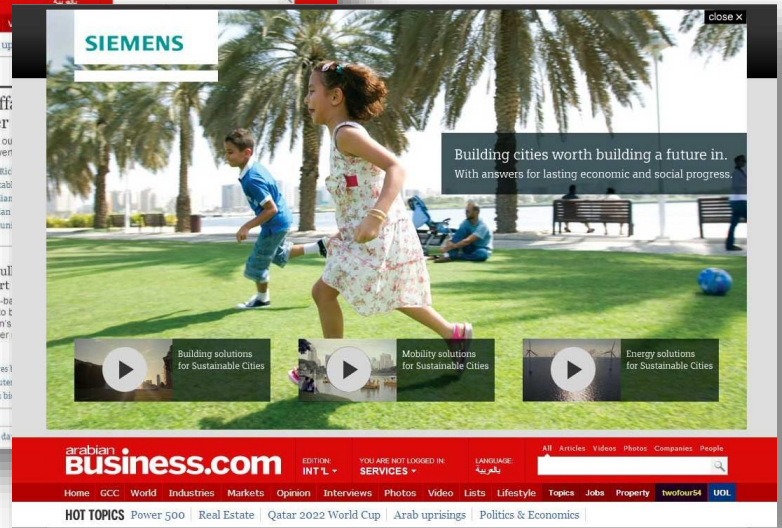 close ×
SIEMENS
Building cities worth building a future in.
With answers for lasting economic and social progress.
Building solutions
for Sustainable Cities
Mobility solutions
for Sustainable Cities
Energy solutions
for Sustainable Cities
arabian
Business.com
EDITION:
INT'L
YOU ARE NOT LOGGED IN:
SERVICES
LANGUAGE:
بالعربية
All Articles Videos Photos Companies People
Home GCC World Industries Markets Opinion Interviews Photos Video Lists Lifestyle Topics Jobs Property twofour54 UOL
HOT TOPICS Power 500 Real Estate Qatar 2022 World Cup Arab uprisings Politics & Economics